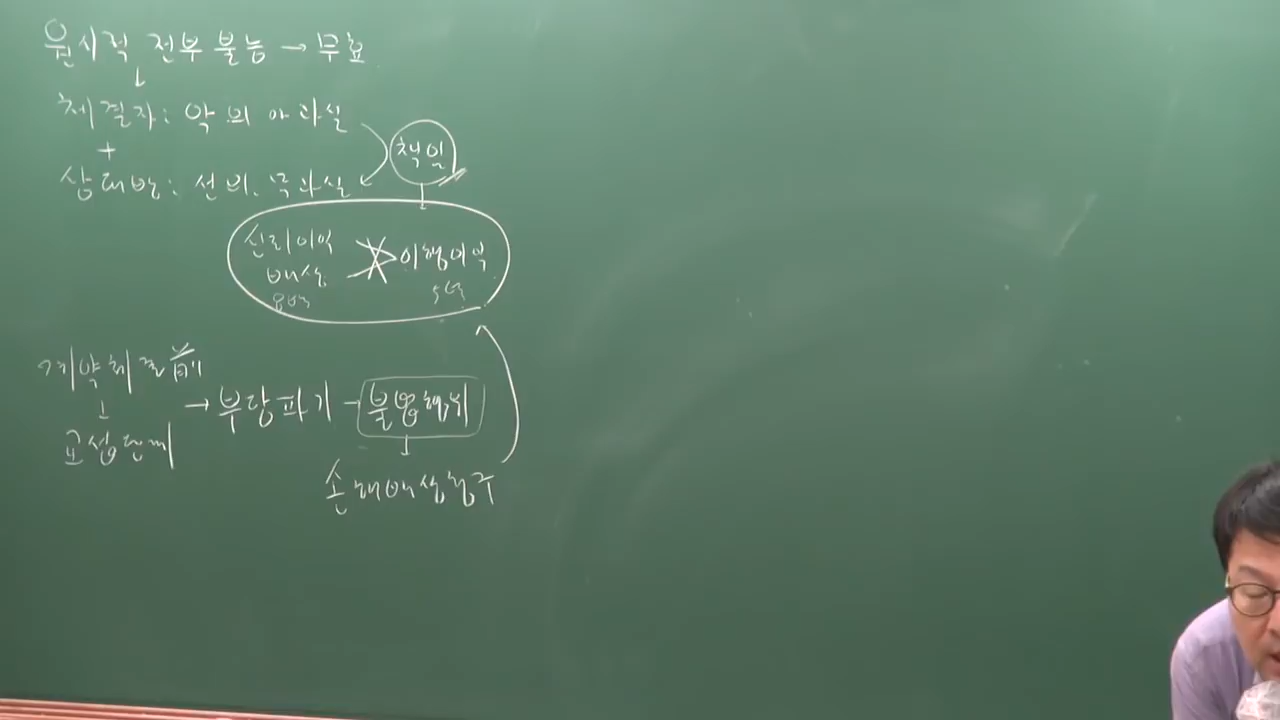 원시적 전부 불능 → 무효
↓
체결자 : 악의 or 과실
+
책임
상대방 : 선의. 무과실
↓
신뢰이익 이행이익
배상
계약체결 前
↓
→ 부당파기 - 불법행위
교섭단계
↓
손해배상청구